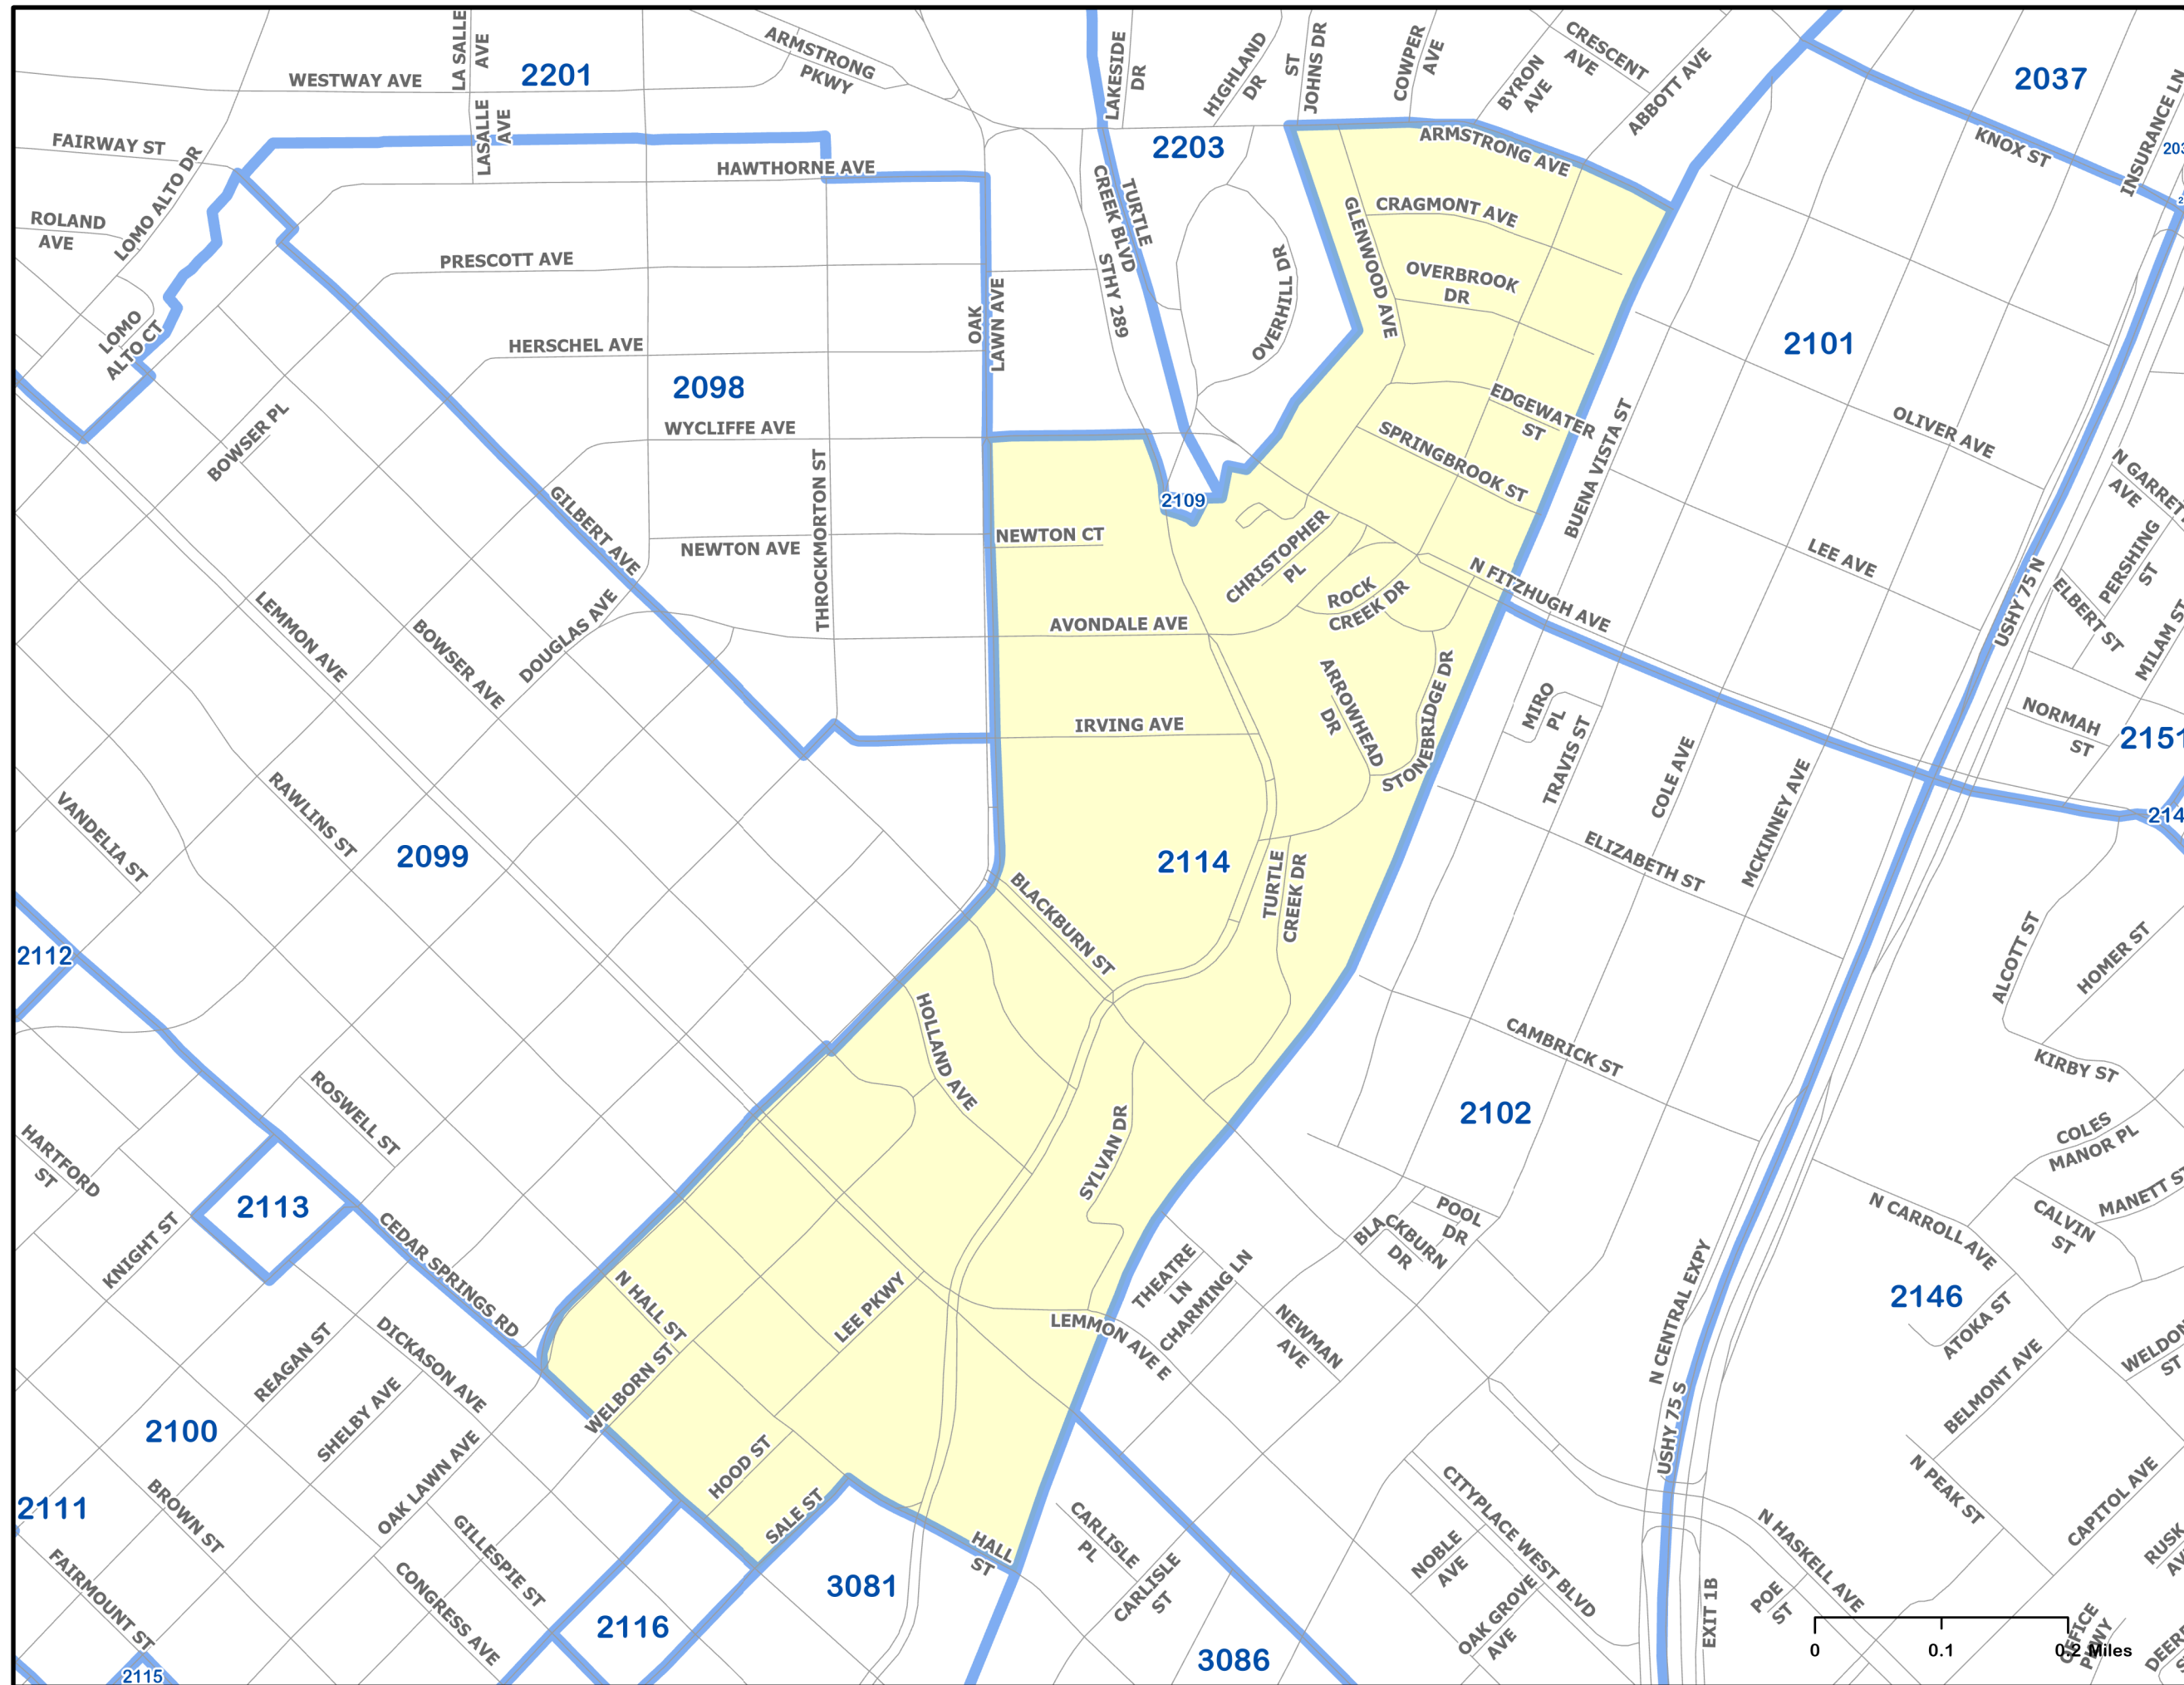 LA SALLE
AVE
ARMSTRONG
PKWY
LAKESIDE
DR
HIGHLAND
DR
ST
JOHNS DR
COWPER
AVE
CRESCENT
AVE
BYRON
AVE
ABBOTT AVE
2037
INSURANCE LN
WESTWAY AVE
2201
LASALLE
AVE
FAIRWAY ST
LOMO ALTO DR
HAWTHORNE AVE
2203
ARMSTRONG AVE
KNOX ST
ROLAND
AVE
TURTLE
CREEK BLVD
GLENWOOD AVE
CRAGMONT AVE
PRESCOTT AVE
STHY 289
OVERHILL DR
OVERBROOK
DR
LOMO
ALTO CT
HERSCHEL AVE
OAK
LAWN AVE
2101
2098
EDGEWATER
ST
BOWSER PL
WYCLIFFE AVE
SPRINGBROOK ST
BUENA VISTA ST
OLIVER AVE
N GARRETT
AVE
GILBERT AVE
THROCKMORTON ST
2109
NEWTON AVE
NEWTON CT
CHRISTOPHER
PL
ROCK
CREEK DR
N FITZHUGH AVE
LEE AVE
USHY 75 N
PERSHING
ST
ELBERT ST
MILAM ST
LEMMON AVE
BOWSER AVE
DOUGLAS AVE
AVONDALE AVE
ARROWHEAD
DR
STONEBRIDGE DR
MIRO
PL
TRAVIS ST
COLE AVE
MCKINNEY AVE
NORMAH
ST
2151
IRVING AVE
VANDELIA ST
RAWLINS ST
2099
2114
BLACKBURN ST
TURTLE
CREEK DR
ELIZABETH ST
2112
ALCOTT ST
HOMER ST
HOLLAND AVE
CAMBRICK ST
KIRBY ST
ROSWELL ST
SYLVAN DR
2102
COLES
MANOR PL
HARTFORD
ST
2113
KNIGHT ST
CEDAR SPRINGS RD
POOL
DR
BLACKBURN
DR
N CARROLL AVE
CALVIN
ST
MANETT ST
N HALL ST
LEE PKWY
THEATRE
LN
CHARMING LN
N CENTRAL EXPY
2146
REAGAN ST
DICKASON AVE
WELBORN ST
LEMMON AVE E
NEWMAN
AVE
ATOKA ST
WELDON
ST
2100
SHELBY AVE
USHY 75 S
BELMONT AVE
2111
BROWN ST
OAK LAWN AVE
HOOD ST
SALE ST
HALL
ST
CARLISLE
PL
CITYPLACE WEST BLVD
N PEAK ST
CAPITOL AVE
FAIRMOUNT ST
GILLESPIE ST
CONGRESS AVE
3081
CARLISLE
ST
NOBLE
AVE
N HASKELL AVE
POE
ST
2116
3086
OAK GROVE
AVE
EXIT 1B
2115
0
0.1
0.2 Miles